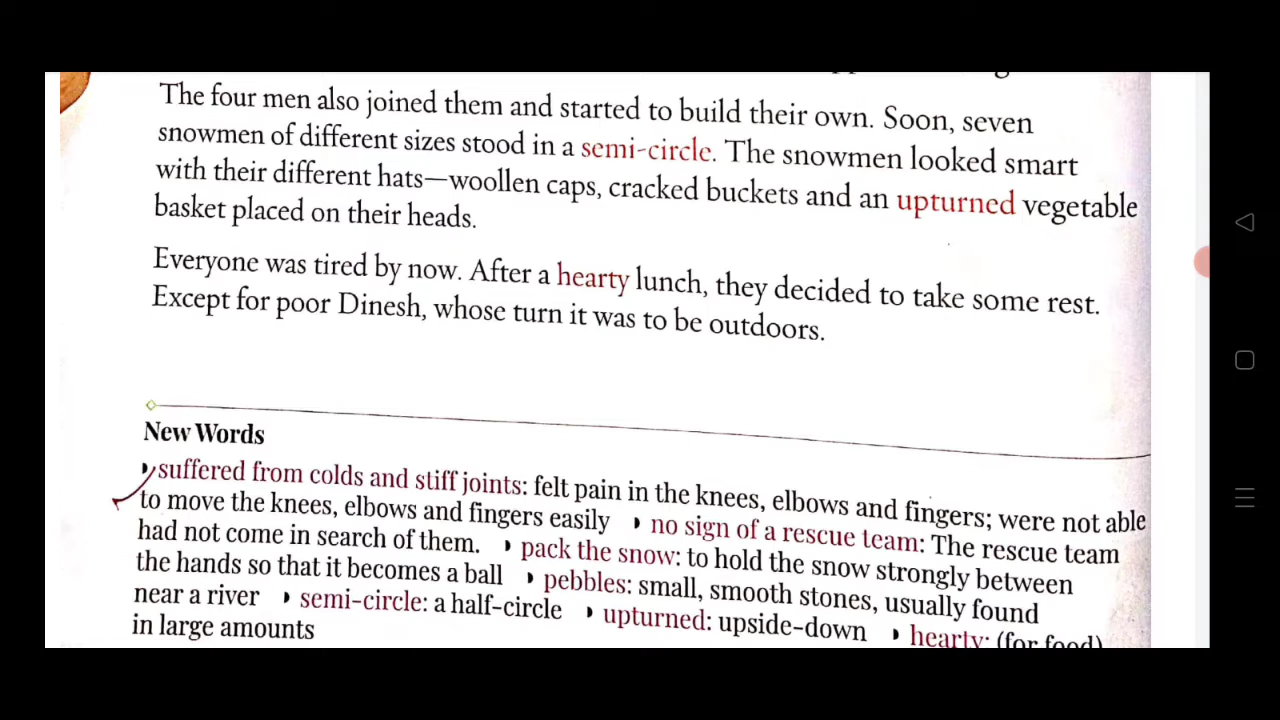 The four men also joined them and started to build their own. Soon, seven
snowmen of different sizes stood in a semi-circle. The snowmen looked smart
with their different hats—woollen caps, cracked buckets and an upturned vegetable
basket placed on their heads.
Everyone was tired by now. After a hearty lunch, they decided to take some rest.
Except for poor Dinesh, whose turn it was to be outdoors.
New Words
suffered from colds and stiff joints: felt pain in the knees, elbows and fingers; were not able
to move the knees, elbows and fingers easily ❥ no sign of a rescue team: The rescue team
had not come in search of them. ❥ pack the snow: to hold the snow strongly between
the hands so that it becomes a ball ❥ pebbles: small, smooth stones, usually found
near a river ❥ semi-circle: a half-circle ❥ upturned: upside-down ❥ hearty: (for food)
in large amounts